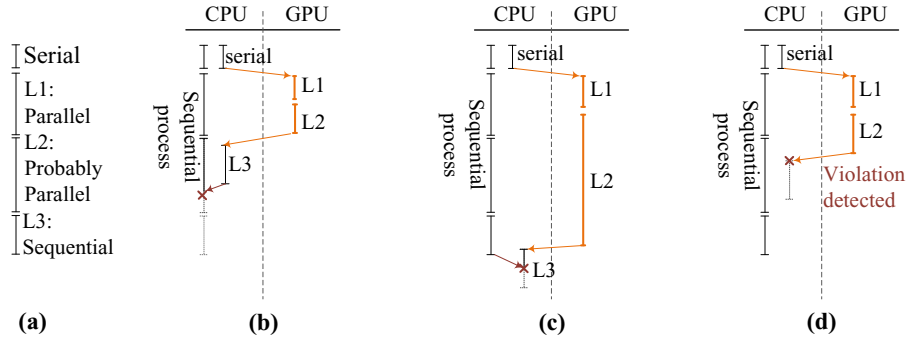 CPU GPU
CPU GPU
CPU GPU
Serial
L1:
Parallel
L2:
Probably
Parallel
L3:
Sequential
(a)
serial
L1
L2
L3
Sequential
process
(b)
serial
L1
L2
L3
Sequential
process
(c)
serial
L1
L2
Sequential
process
Violation
detected
(d)